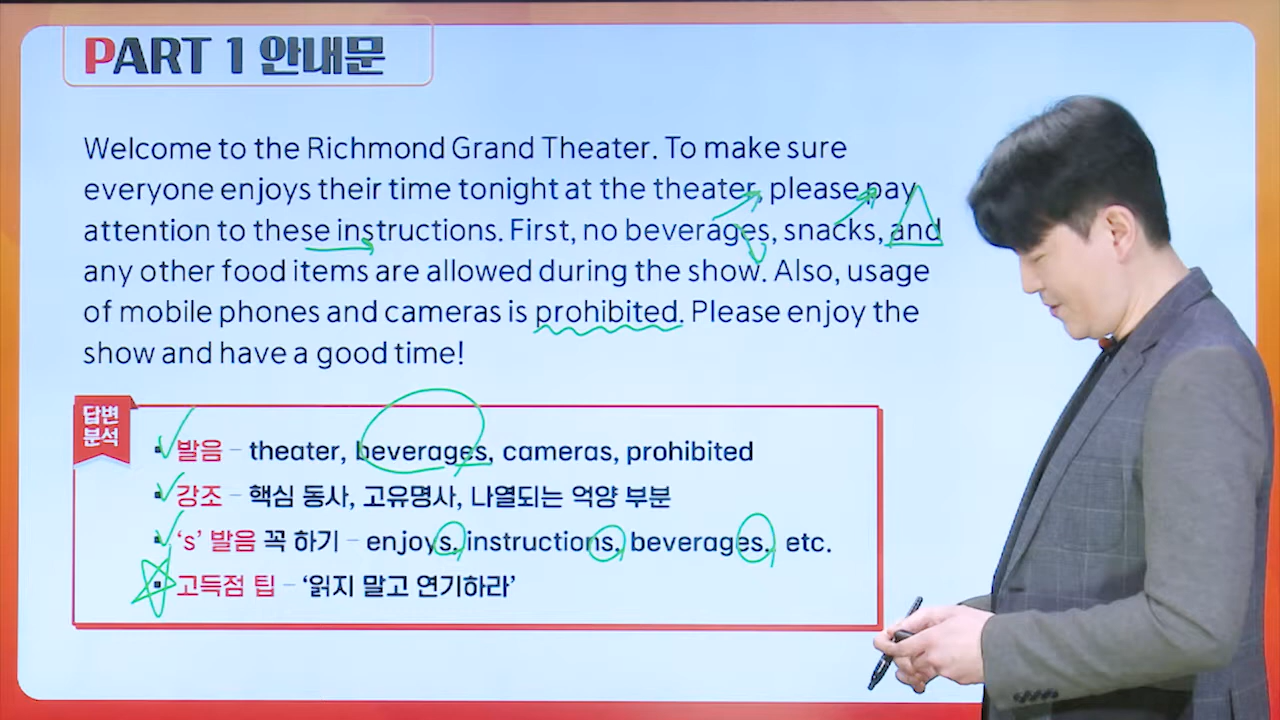 PART 1 안내문
Welcome to the Richmond Grand Theater. To make sure
everyone enjoys their time tonight at the theater, please pay
attention to these instructions. First, no beverages, snacks, and
any other food items are allowed during the show. Also, usage
of mobile phones and cameras is prohibited. Please enjoy the
show and have a good time!
답변
분석
▪ 발음 – theater, beverages, cameras, prohibited
▪ 강조 – 핵심 동사, 고유명사, 나열되는 억양 부분
▪ ‘s’ 발음 꼭 하기 – enjoys, instructions, beverages, etc.
▪ 고득점 팁 – ‘읽지 말고 연기하라’